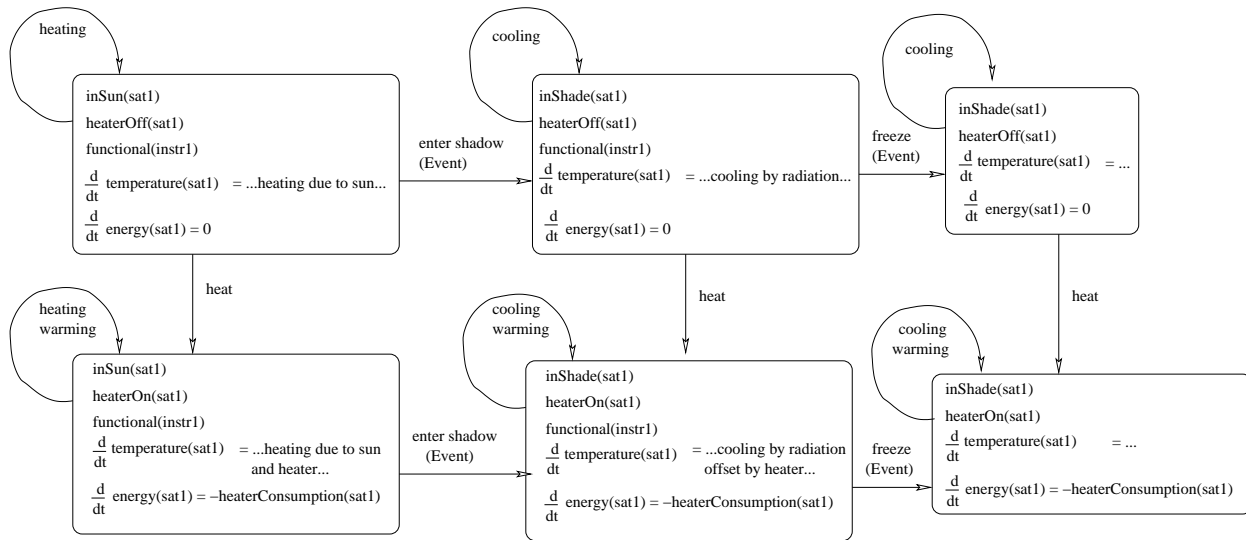 heating
inSun(sat1)
heaterOff(sat1)
functional(instr1)
d/dt temperature(sat1) = ...heating due to sun...
d/dt energy(sat1) = 0
enter shadow
(Event)
cooling
inShade(sat1)
heaterOff(sat1)
functional(instr1)
d/dt temperature(sat1) = ...cooling by radiation...
d/dt energy(sat1) = 0
freeze
(Event)
cooling
inShade(sat1)
heaterOff(sat1)
d/dt temperature(sat1) = ...
d/dt energy(sat1) = 0
heat
heat
heat
heating
warming
inSun(sat1)
heaterOn(sat1)
functional(instr1)
d/dt temperature(sat1) = ...heating due to sun
and heater...
d/dt energy(sat1) = −heaterConsumption(sat1)
enter shadow
(Event)
cooling
warming
inShade(sat1)
heaterOn(sat1)
functional(instr1)
d/dt temperature(sat1) = ...cooling by radiation
offset by heater...
d/dt energy(sat1) = −heaterConsumption(sat1)
freeze
(Event)
cooling
warming
inShade(sat1)
heaterOn(sat1)
d/dt temperature(sat1) = ...
d/dt energy(sat1) = −heaterConsumption(sat1)